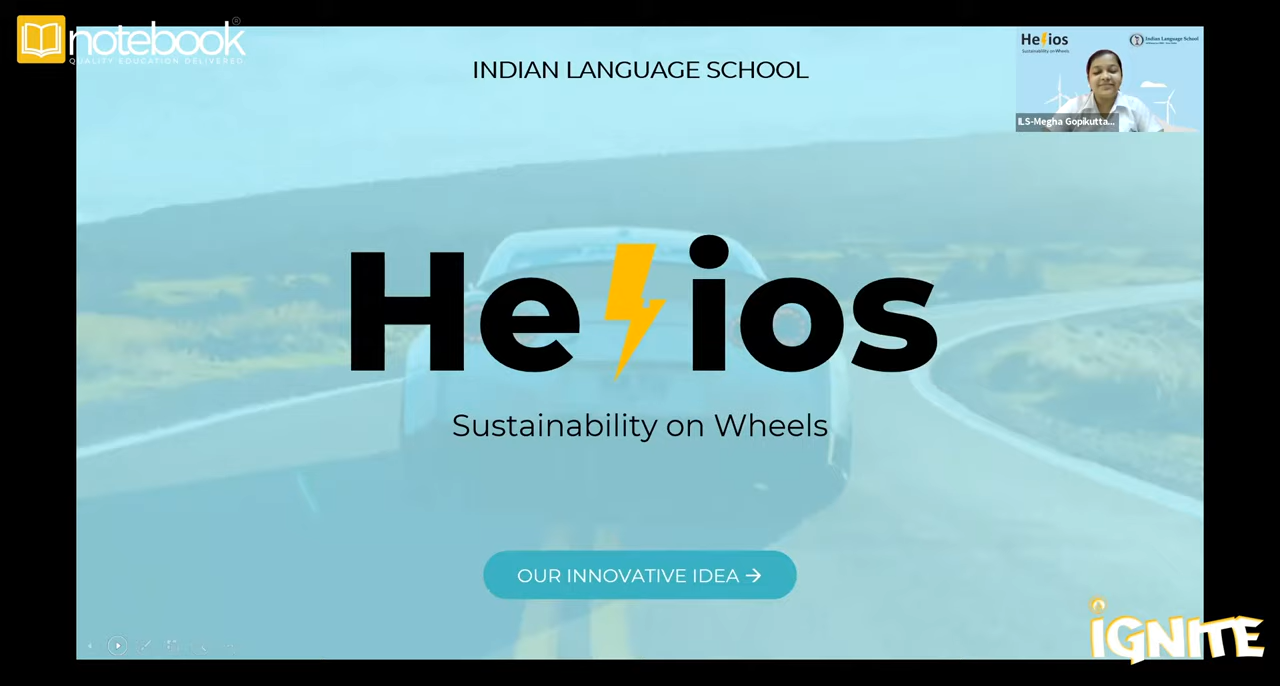 notebook
QUALITY EDUCATION DELIVERED
INDIAN LANGUAGE SCHOOL
Helios
Sustainability on Wheels
Indian Language School
ILS-Megha Gopikutta...
Helios
Sustainability on Wheels
OUR INNOVATIVE IDEA →
iGNITE